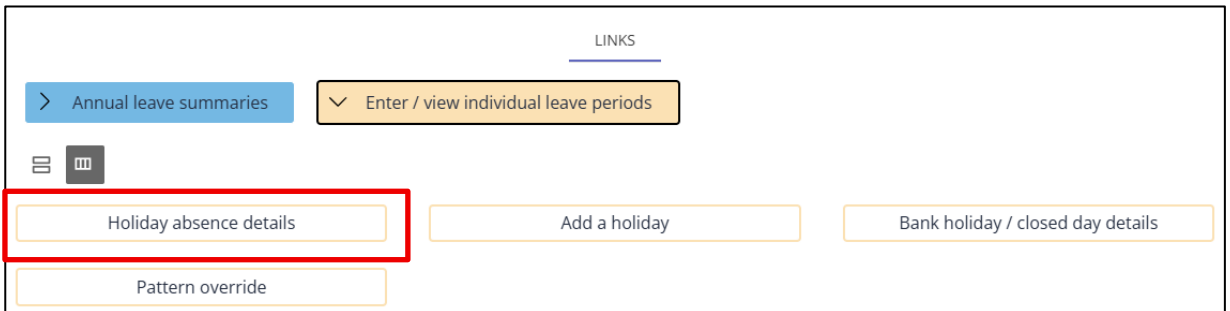 LINKS
Annual leave summaries
Enter / view individual leave periods
Holiday absence details
Add a holiday
Bank holiday / closed day details
Pattern override